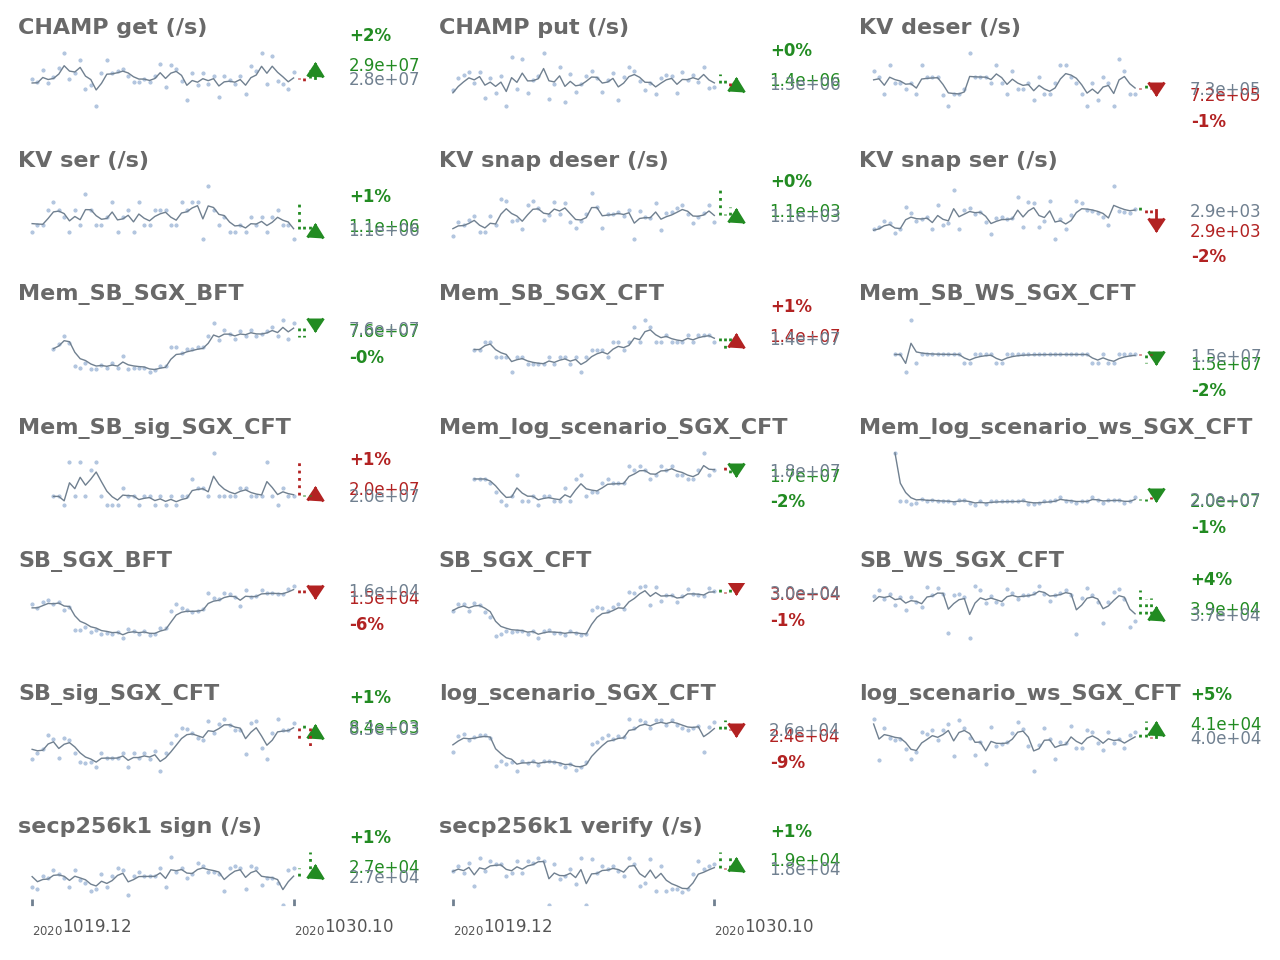 CHAMP get (/s)
+2%
2.9e+07
2.8e+07
CHAMP put (/s)
+0%
1.4e+06
1.3e+06
KV deser (/s)
7.3e+05
7.2e+05
-1%
KV ser (/s)
+1%
1.1e+06
1.1e+06
KV snap deser (/s)
+0%
1.1e+03
1.1e+03
KV snap ser (/s)
2.9e+03
2.9e+03
-2%
Mem_SB_SGX_BFT
7.6e+07
-0%
Mem_SB_SGX_CFT
+1%
1.4e+07
1.4e+07
Mem_SB_WS_SGX_CFT
1.5e+07
1.5e+07
-2%
Mem_SB_sig_SGX_CFT
+1%
2.0e+07
2.0e+07
Mem_log_scenario_SGX_CFT
1.8e+07
1.7e+07
-2%
Mem_log_scenario_ws_SGX_CFT
2.0e+07
2.0e+07
-1%
SB_SGX_BFT
1.6e+04
1.5e+04
-6%
SB_SGX_CFT
3.0e+04
-1%
SB_WS_SGX_CFT
+4%
3.9e+04
3.7e+04
SB_sig_SGX_CFT
+1%
8.4e+03
8.3e+03
log_scenario_SGX_CFT
2.6e+04
2.4e+04
-9%
log_scenario_ws_SGX_CFT
+5%
4.1e+04
4.0e+04
secp256k1 sign (/s)
+1%
2.7e+04
2.7e+04
secp256k1 verify (/s)
+1%
1.9e+04
1.8e+04
20201019.12
20201030.10
20201019.12
20201030.10